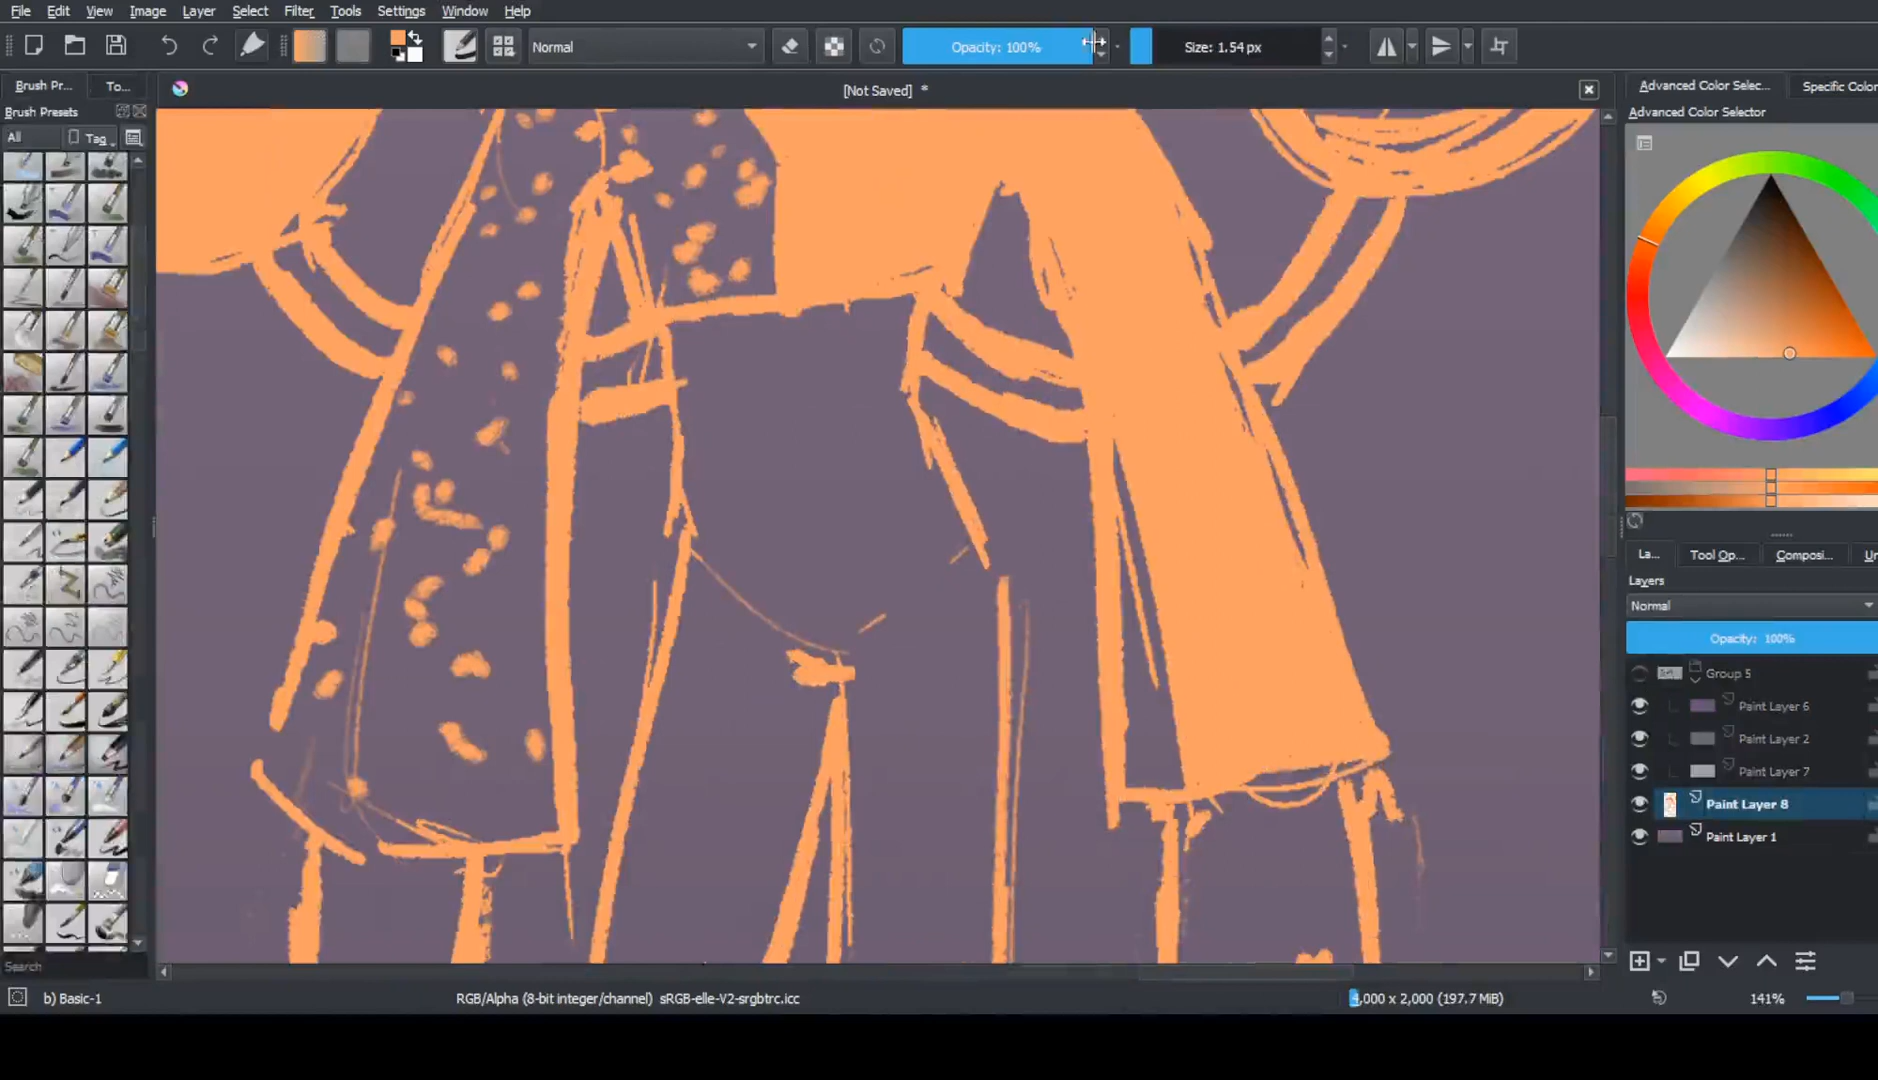 File Edit View Image Layer Select Filter Tools Settings Window Help
Normal
Opacity: 100%
Size: 1.54 px
Brush Pr... To...
[Not Saved] *
Advanced Color Selec... Specific Color
Brush Presets
Advanced Color Selector
All Tag
La... Tool Op... Composi... Un
Layers
Normal
Opacity: 100%
Group 5
Paint Layer 6
Paint Layer 2
Paint Layer 7
Paint Layer 8
Paint Layer 1
Search
b) Basic-1
RGB/Alpha (8-bit integer/channel) sRGB-elle-V2-srgbtrc.icc
4,000 x 2,000 (197.7 MiB)
141%